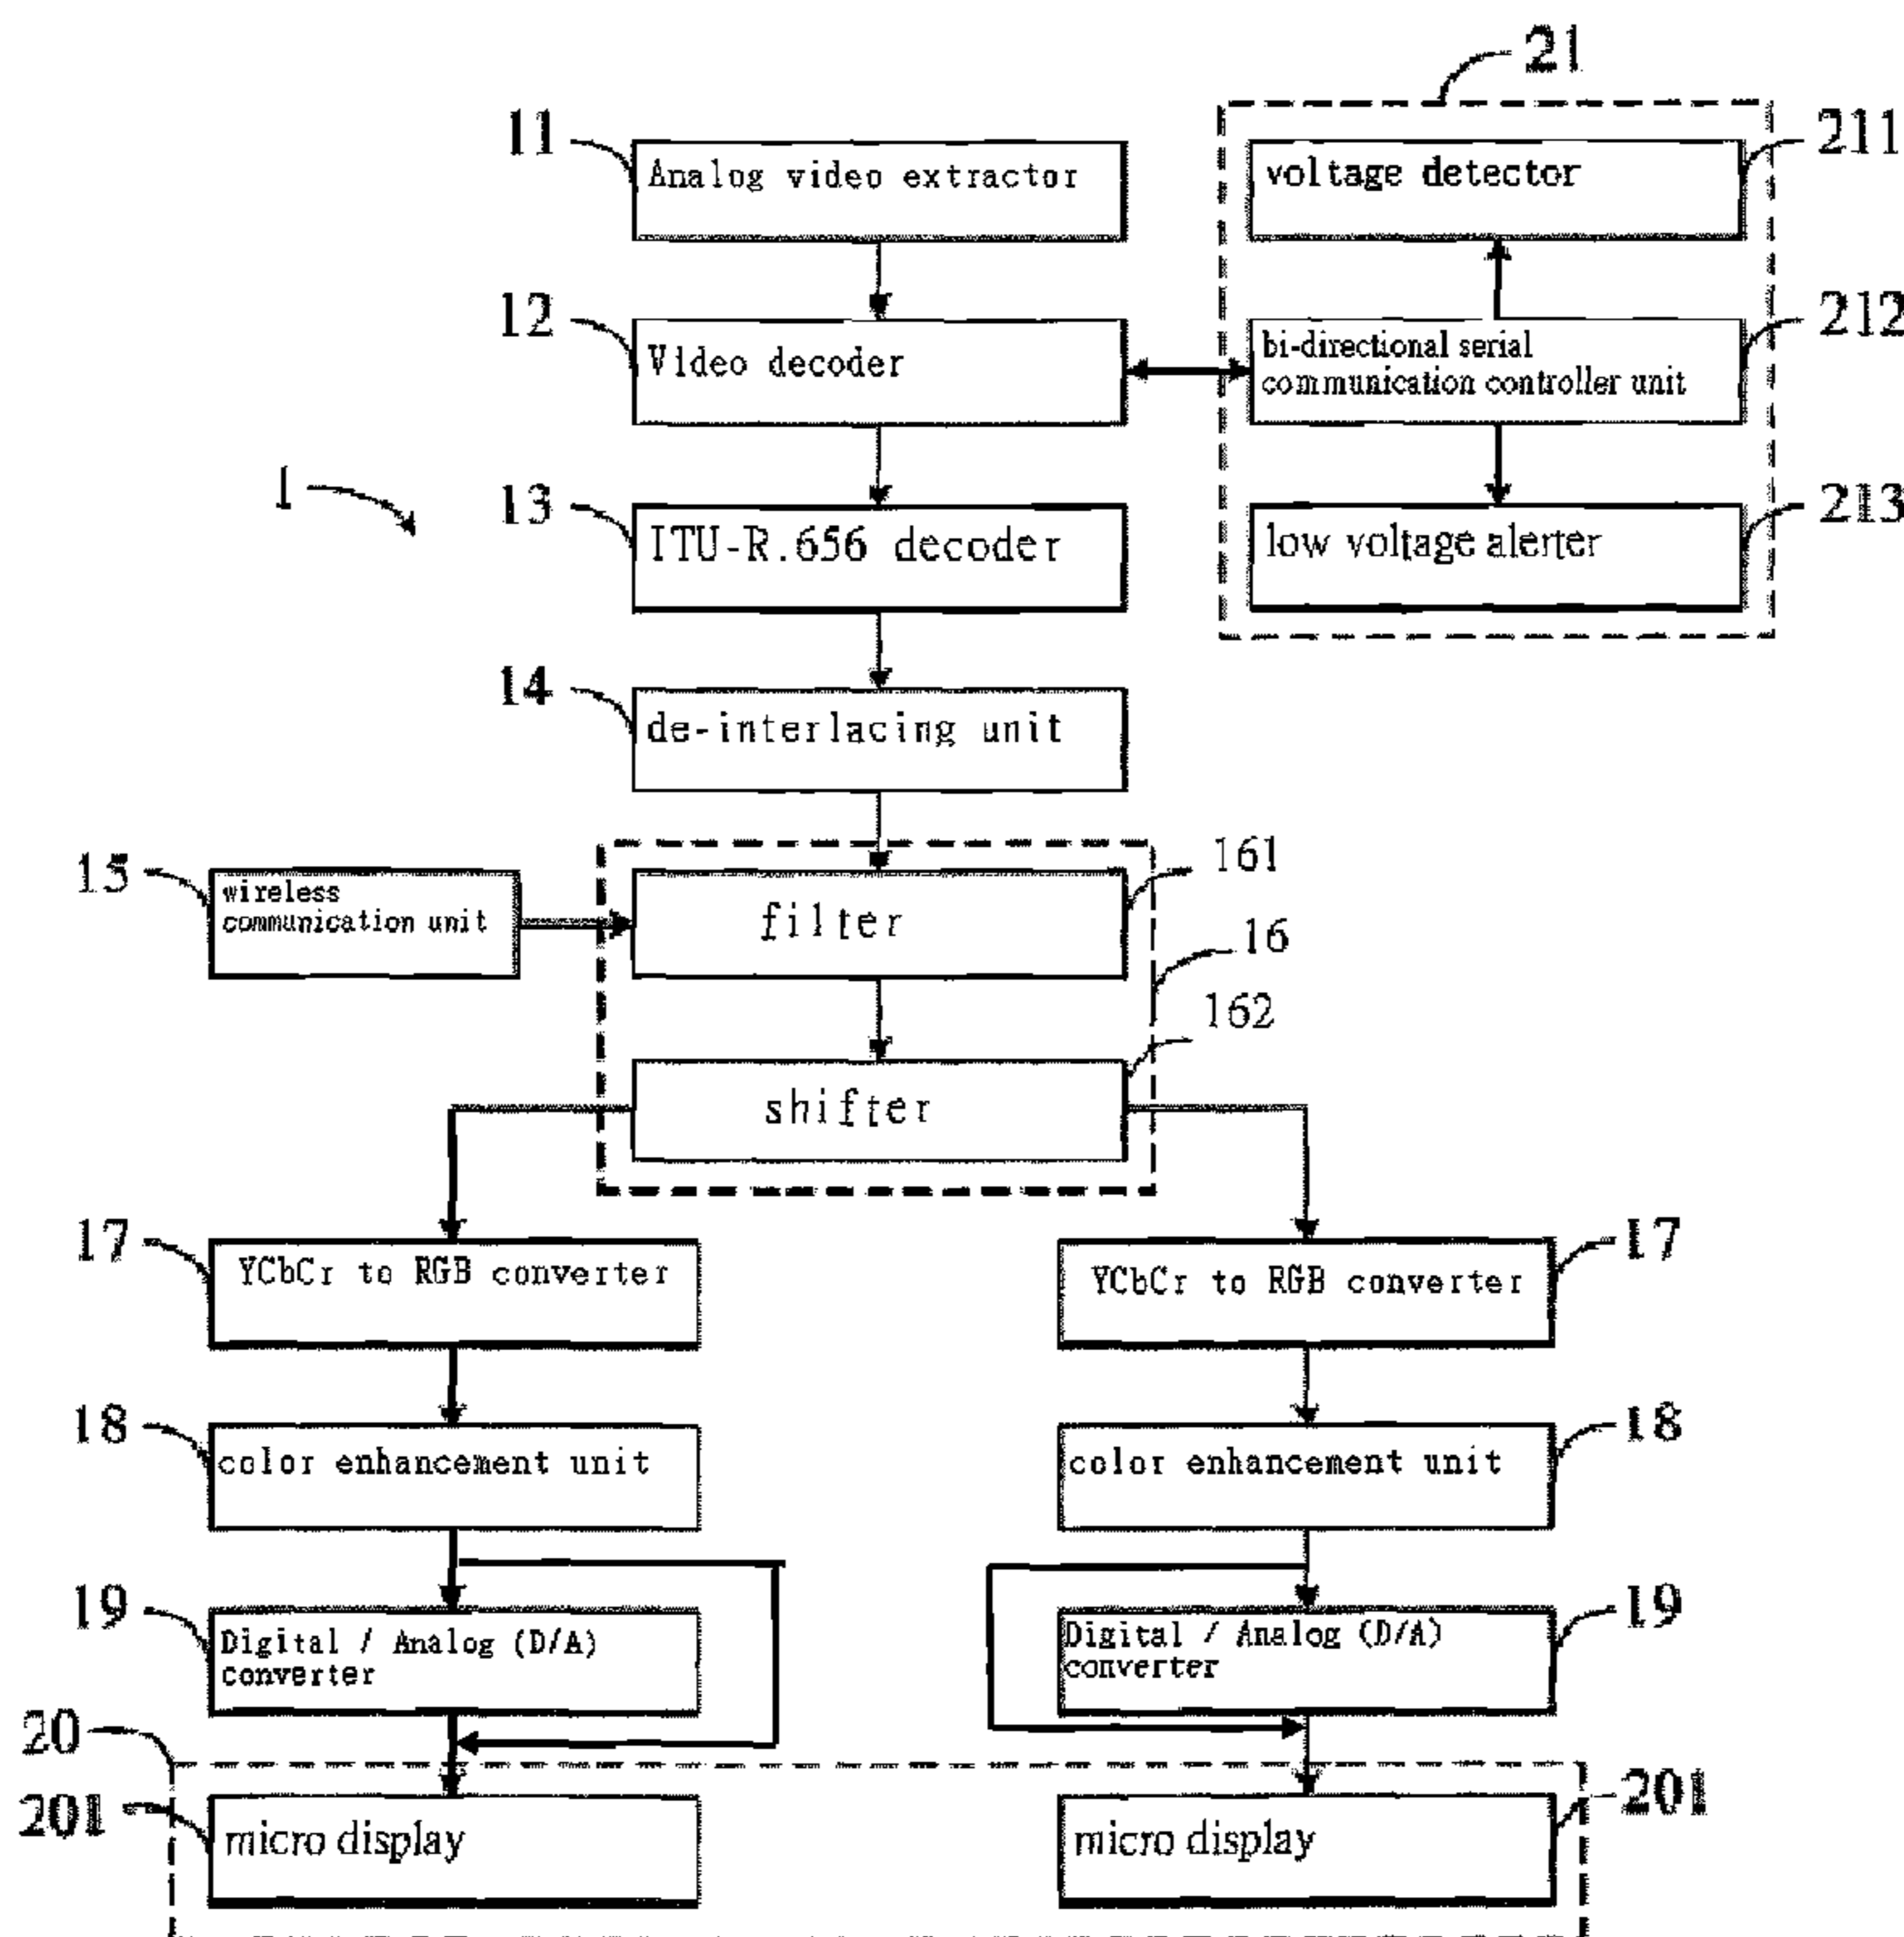 21
11
Analog video extractor
voltage detector
211
12
Video decoder
bi-directional serial
communication controller unit
212
1
13
ITU-R.656 decoder
low voltage alerter
213
14
de-interlacing unit
15
wireless
communication unit
filter
161
16
shifter
162
17
YCbCr to RGB converter
YCbCr to RGB converter
17
18
color enhancement unit
color enhancement unit
18
19
Digital / Analog (D/A)
converter
Digital / Analog (D/A)
converter
19
20
201
micro display
micro display
201